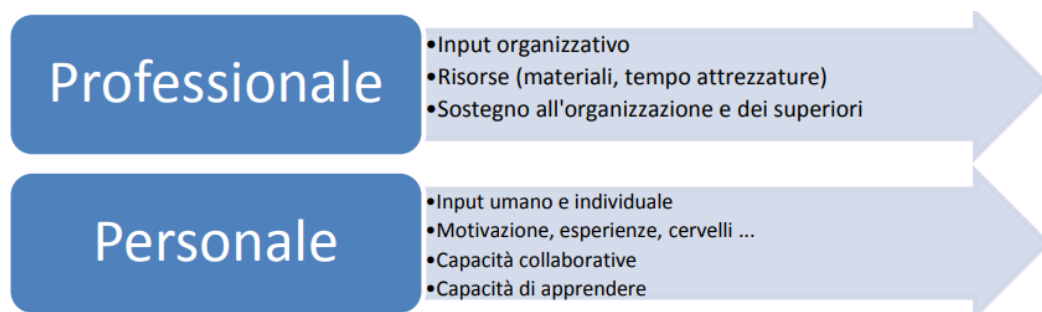 Professionale
•Input organizzativo
•Risorse (materiali, tempo attrezzature)
•Sostegno all'organizzazione e dei superiori
Personale
•Input umano e individuale
•Motivazione, esperienze, cervelli ...
•Capacità collaborative
•Capacità di apprendere